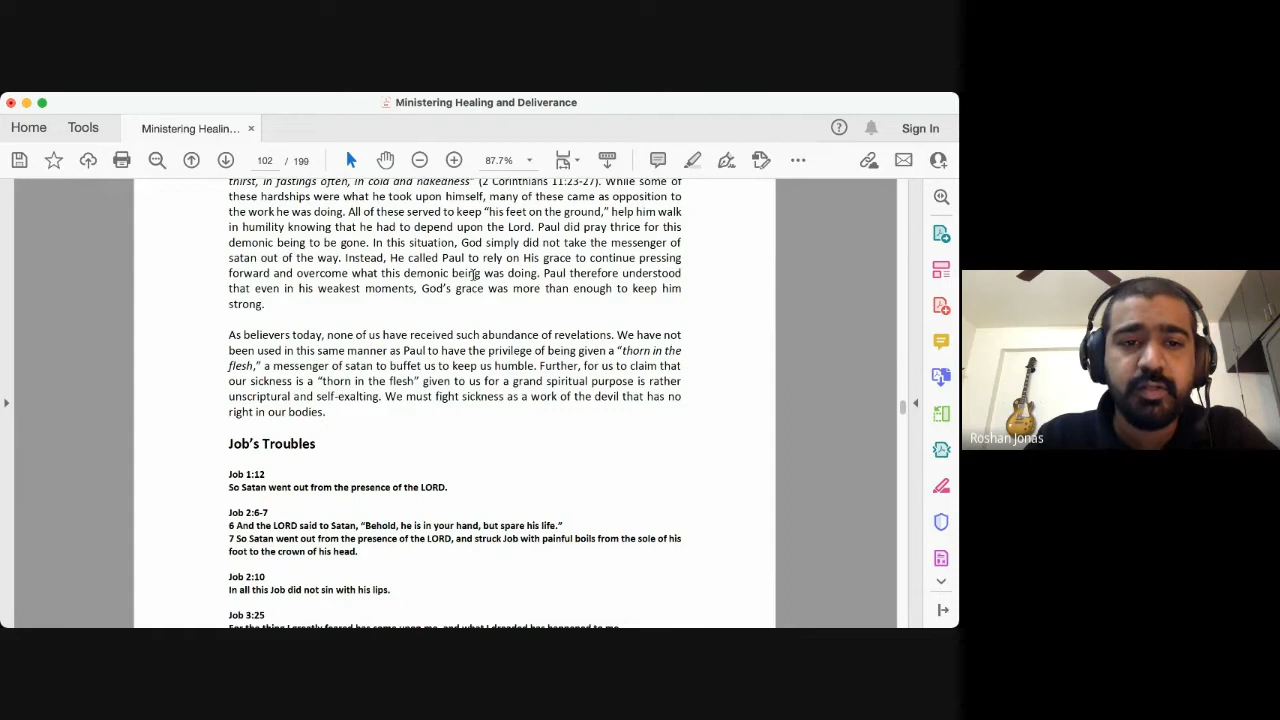 Ministering Healing and Deliverance
Home
Tools
Ministering Healin...
Sign In
102 / 199
87.7%
thirst, in fastings often, in cold and nakedness" (2 Corinthians 11:23-27). While some of
these hardships were what he took upon himself, many of these came as opposition to
the work he was doing. All of these served to keep "his feet on the ground," help him walk
in humility knowing that he had to depend upon the Lord. Paul did pray thrice for this
demonic being to be gone. In this situation, God simply did not take the messenger of
satan out of the way. Instead, He called Paul to rely on His grace to continue pressing
forward and overcome what this demonic being was doing. Paul therefore understood
that even in his weakest moments, God's grace was more than enough to keep him
strong.
As believers today, none of us have received such abundance of revelations. We have not
been used in this same manner as Paul to have the privilege of being given a "thorn in the
flesh," a messenger of satan to buffet us to keep us humble. Further, for us to claim that
our sickness is a "thorn in the flesh" given to us for a grand spiritual purpose is rather
unscriptural and self-exalting. We must fight sickness as a work of the devil that has no
right in our bodies.
Job's Troubles
Job 1:12
So Satan went out from the presence of the LORD.
Job 2:6-7
6 And the LORD said to Satan, "Behold, he is in your hand, but spare his life."
7 So Satan went out from the presence of the LORD, and struck Job with painful boils from the sole of his
foot to the crown of his head.
Job 2:10
In all this Job did not sin with his lips.
Job 3:25
For the thing I greatly feared has come upon me, and what I dreaded has happened to me.
Roshan Jonas